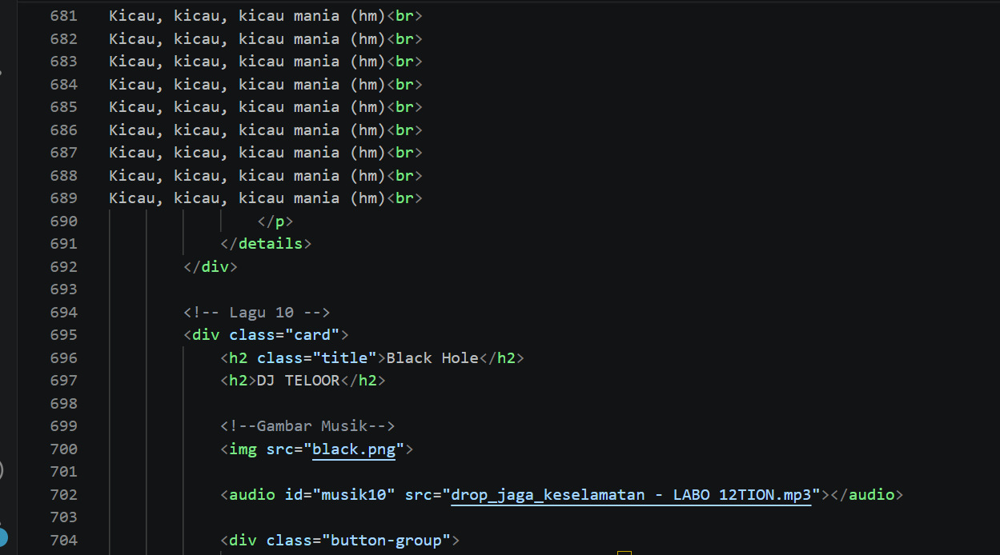 681 Kicau, kicau, kicau mania (hm)<br>
682 Kicau, kicau, kicau mania (hm)<br>
683 Kicau, kicau, kicau mania (hm)<br>
684 Kicau, kicau, kicau mania (hm)<br>
685 Kicau, kicau, kicau mania (hm)<br>
686 Kicau, kicau, kicau mania (hm)<br>
687 Kicau, kicau, kicau mania (hm)<br>
688 Kicau, kicau, kicau mania (hm)<br>
689 Kicau, kicau, kicau mania (hm)<br>
690 </p>
691 </details>
692 </div>
693
694 <!-- Lagu 10 -->
695 <div class="card">
696 <h2 class="title">Black Hole</h2>
697 <h2>DJ TELOOR</h2>
698
699 <!--Gambar Musik-->
700 <img src="black.png">
701
702 <audio id="musik10" src="drop_jaga_keselamatan - LABO 12TION.mp3"></audio>
703
704 <div class="button-group">